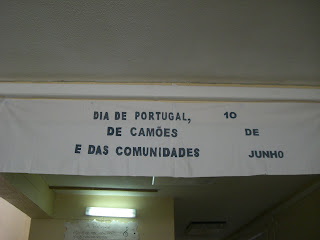 DIA DE PORTUGAL, 10
DE CAMÕES DE
E DAS COMUNIDADES JUNHO